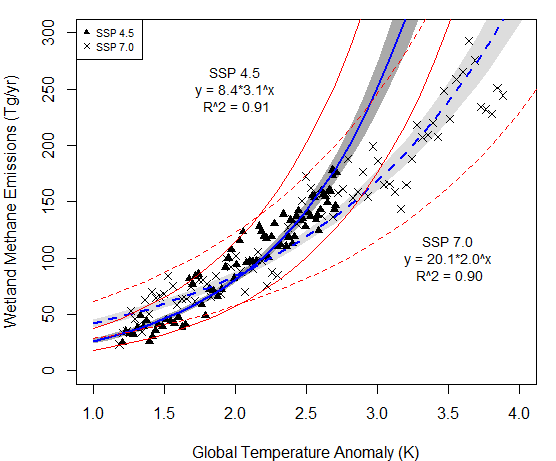 SSP 4.5
SSP 7.0
SSP 4.5
y = 8.4*3.1^x
R^2 = 0.91
SSP 7.0
y = 20.1*2.0^x
R^2 = 0.90
Wetland Methane Emissions (Tg/yr)
300
250
200
150
100
50
0
1.0 1.5 2.0 2.5 3.0 3.5 4.0
Global Temperature Anomaly (K)